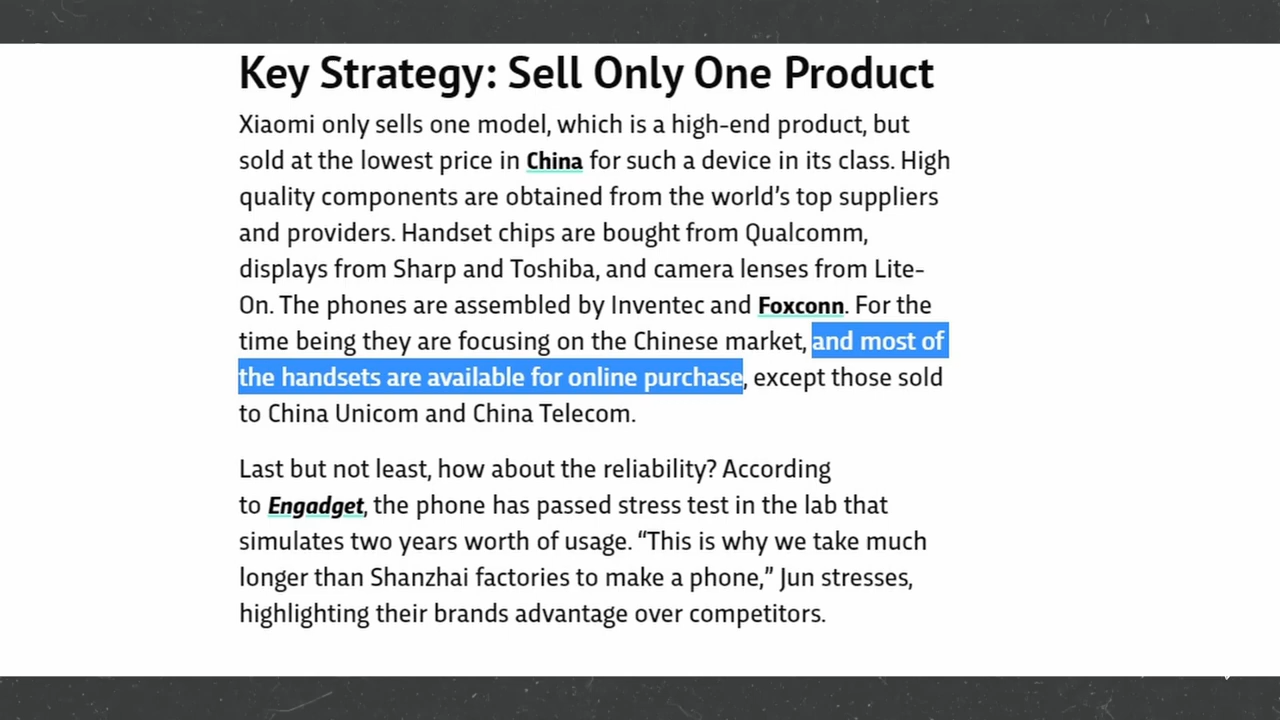 Key Strategy: Sell Only One Product
Xiaomi only sells one model, which is a high-end product, but
sold at the lowest price in China for such a device in its class. High
quality components are obtained from the world’s top suppliers
and providers. Handset chips are bought from Qualcomm,
displays from Sharp and Toshiba, and camera lenses from Lite-
On. The phones are assembled by Inventec and Foxconn. For the
time being they are focusing on the Chinese market, and most of
the handsets are available for online purchase, except those sold
to China Unicom and China Telecom.
Last but not least, how about the reliability? According
to Engadget, the phone has passed stress test in the lab that
simulates two years worth of usage. “This is why we take much
longer than Shanzhai factories to make a phone,” Jun stresses,
highlighting their brands advantage over competitors.